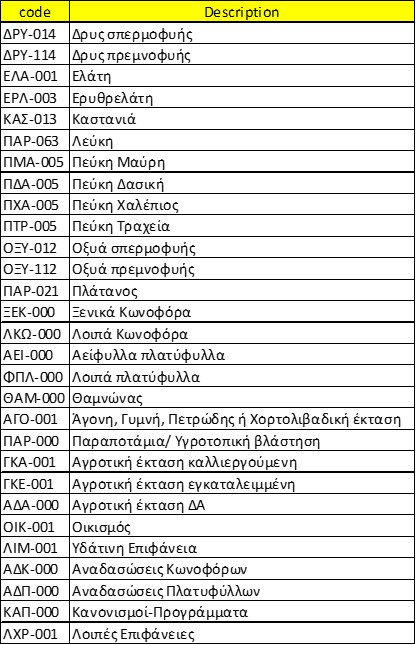 code Description
ΔΡΥ-014 Δρυς σπερμοφυής
ΔΡΥ-114 Δρυς πρεμνοφυής
ΕΛΑ-001 Ελάτη
ΕΡΛ-003 Ερυθρελάτη
ΚΑΣ-013 Καστανιά
ΠΑΡ-063 Λεύκη
ΠΜΑ-005 Πεύκη Μαύρη
ΠΔΑ-005 Πεύκη Δασική
ΠΧΑ-005 Πεύκη Χαλέπιος
ΠΤΡ-005 Πεύκη Τραχεία
ΟΞΥ-012 Οξυά σπερμοφυής
ΟΞΥ-112 Οξυά πρεμνοφυής
ΠΑΡ-021 Πλάτανος
ΞΕΚ-000 Ξενικά Κωνοφόρα
ΛΚΩ-000 Λοιπά Κωνοφόρα
ΑΕΙ-000 Αείφυλλα πλατύφυλλα
ΦΠΛ-000 Λοιπά πλατύφυλλα
ΘΑΜ-000 Θαμνώνας
ΑΓΟ-001 Άγονη, Γυμνή, Πετρώδης ή Χορτολιβαδική έκταση
ΠΑΡ-000 Παραποτάμια/ Υγροτοπική βλάστηση
ΓΚΑ-001 Αγροτική έκταση καλλιεργούμενη
ΓΚΕ-001 Αγροτική έκταση εγκαταλειμμένη
ΑΔΑ-000 Αγροτική έκταση ΔΑ
ΟΙΚ-001 Οικισμός
ΛΙΜ-001 Υδάτινη Επιφάνεια
ΑΔΚ-000 Αναδασώσεις Κωνοφόρων
ΑΔΠ-000 Αναδασώσεις Πλατυφύλλων
ΚΑΠ-000 Κανονισμοί-Προγράμματα
ΛΧΡ-001 Λοιπές Επιφάνειες